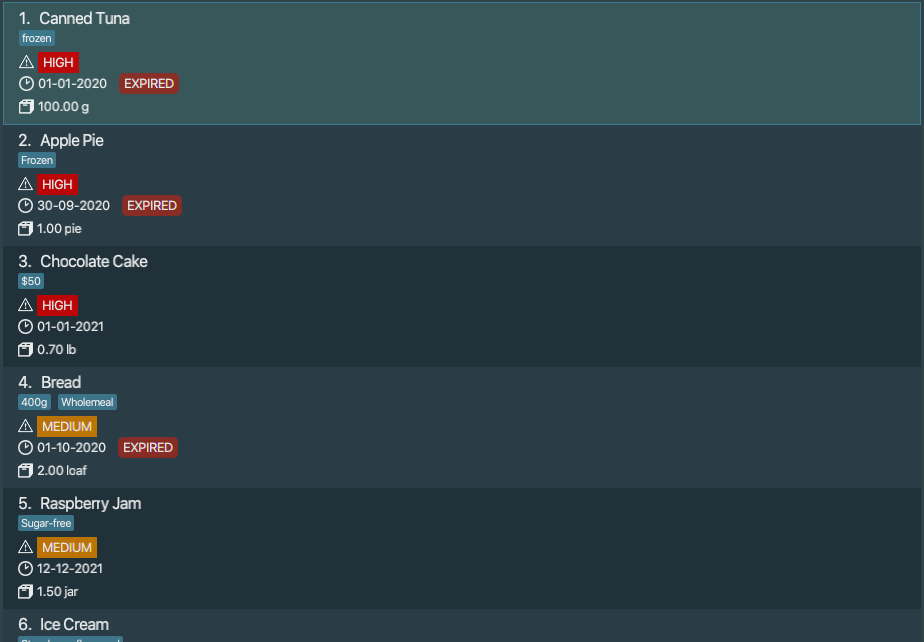 1. Canned Tuna
frozen
HIGH
01-01-2020 EXPIRED
100.00 g
2. Apple Pie
Frozen
HIGH
30-09-2020 EXPIRED
1.00 pie
3. Chocolate Cake
$50
HIGH
01-01-2021
0.70 lb
4. Bread
400g Wholemeal
MEDIUM
01-10-2020 EXPIRED
2.00 loaf
5. Raspberry Jam
Sugar-free
MEDIUM
12-12-2021
1.50 jar
6. Ice Cream